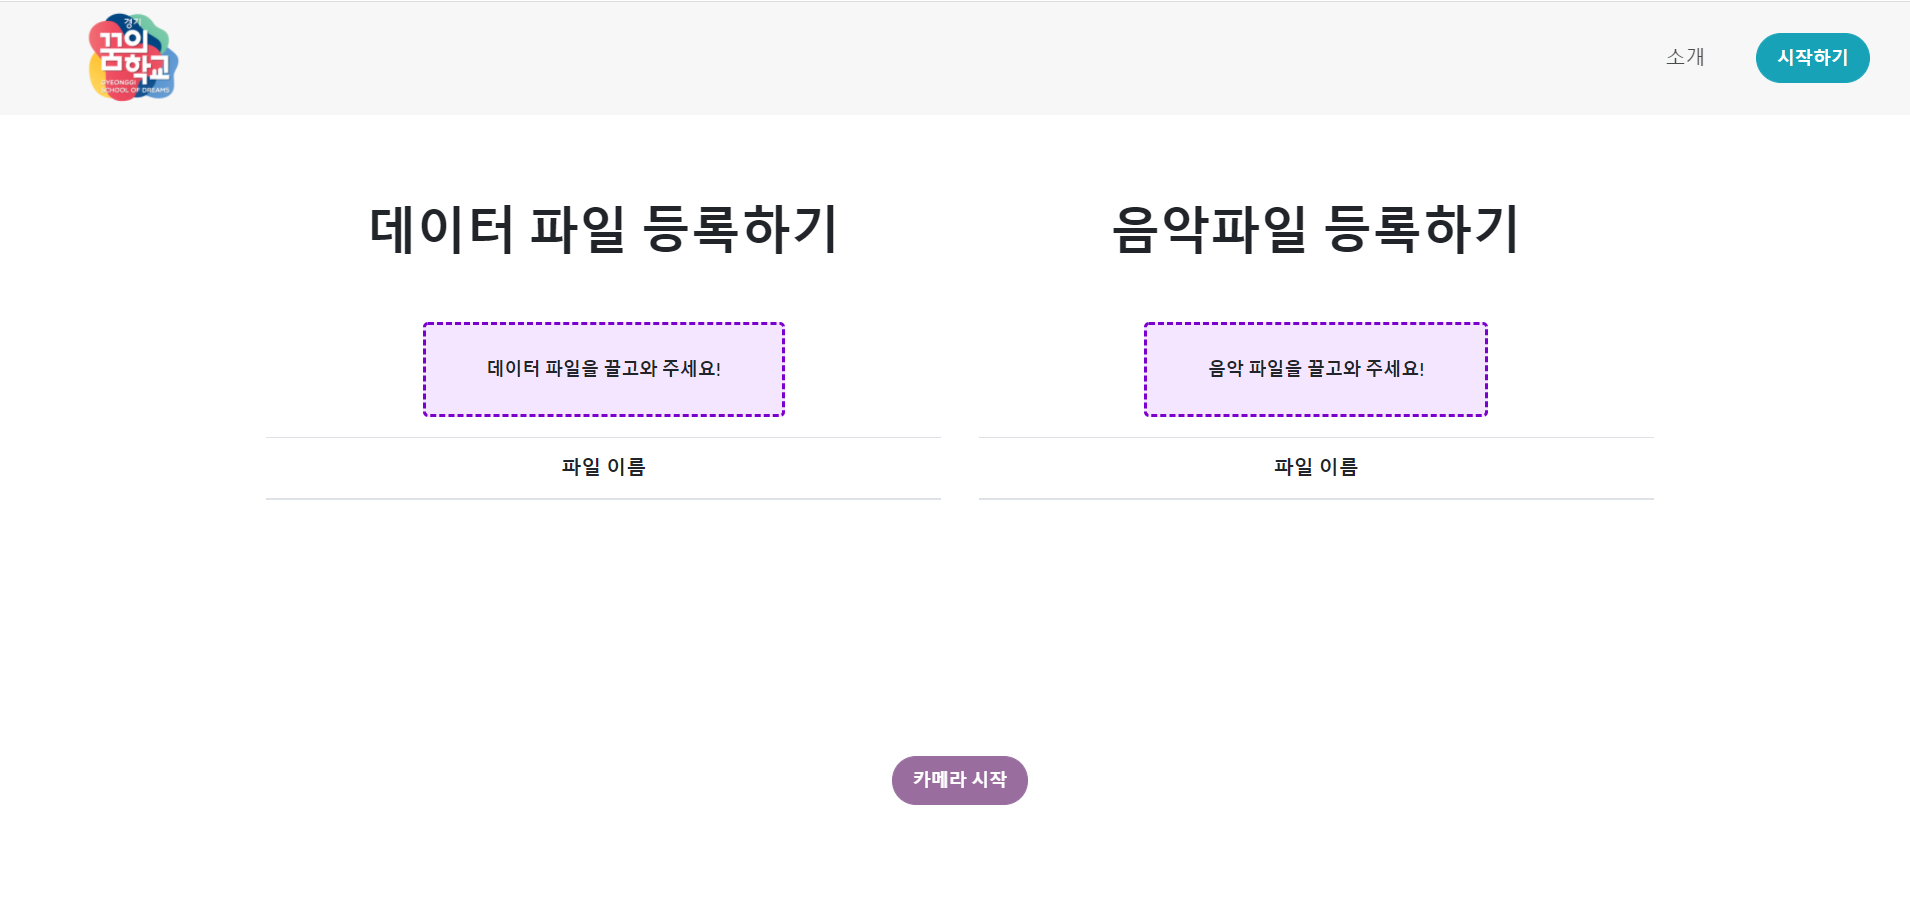 경기
꿈의
꿈학교
GYEONGGI
SCHOOL OF DREAMS
소개
시작하기
데이터 파일 등록하기
음악파일 등록하기
데이터 파일을 끌고와 주세요!
음악 파일을 끌고와 주세요!
파일 이름
파일 이름
카메라 시작